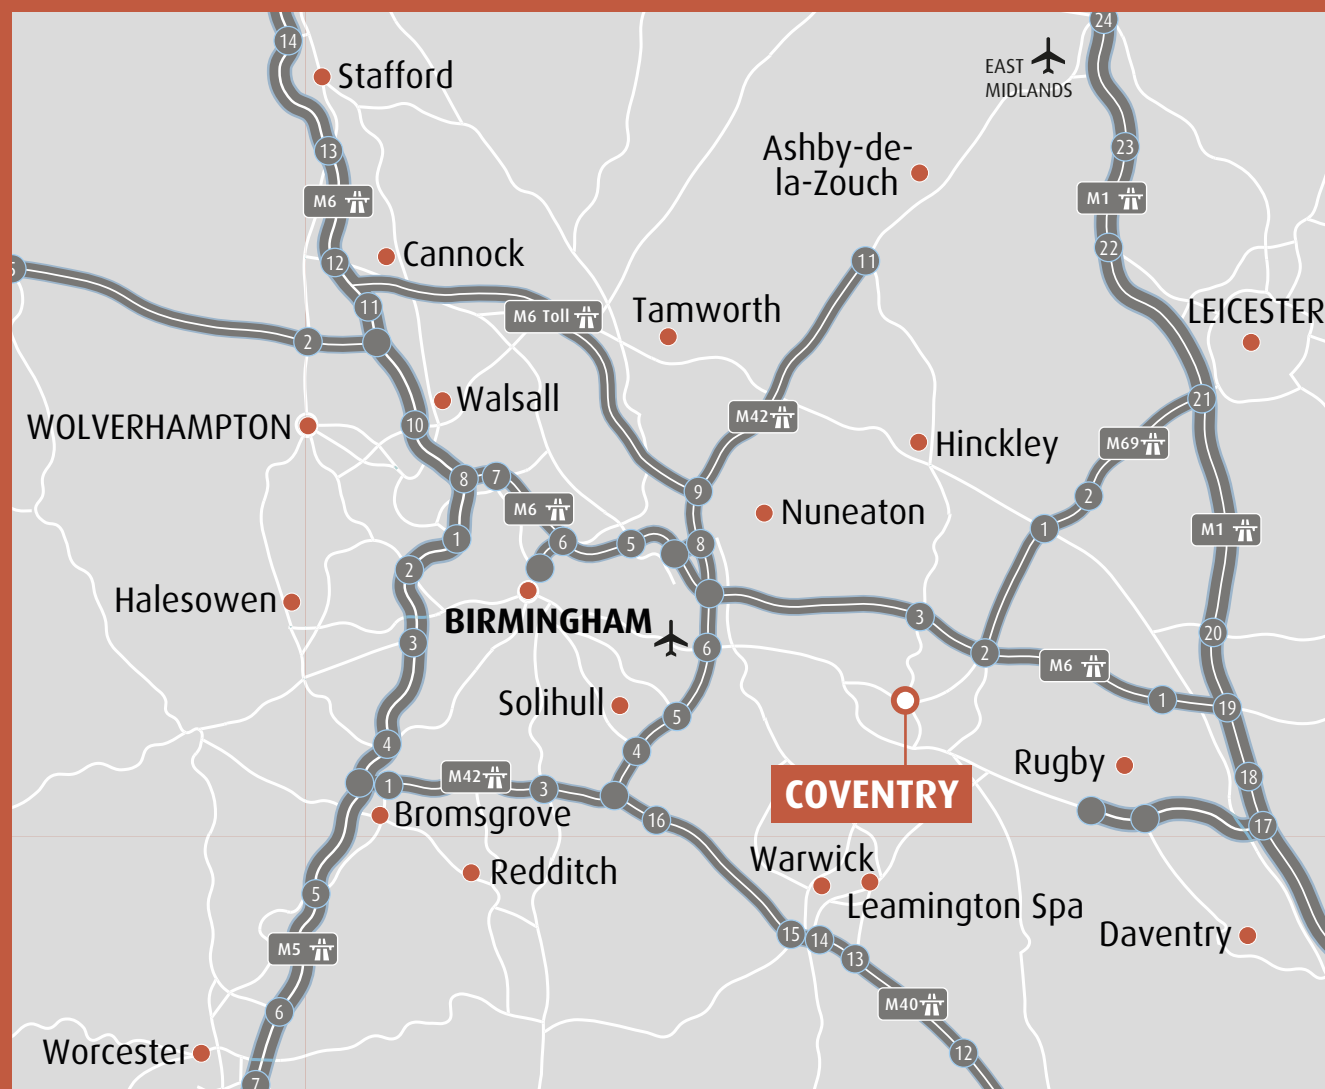 24
14
EAST
MIDLANDS
Stafford
13
23
Ashby-de-
la-Zouch
M6
M1
22
Cannock
12
11
5
11
M6 Toll
Tamworth
LEICESTER
2
21
Walsall
M42
10
WOLVERHAMPTON
M69
Hinckley
8
7
9
2
M6
Nuneaton
1
M1
1
6
5
8
2
Halesowen
BIRMINGHAM
3
20
3
6
2
M6
Solihull
5
1
19
4
4
Rugby
M42
1
3
COVENTRY
18
Bromsgrove
16
17
Redditch
Warwick
5
Leamington Spa
15
14
Daventry
M5
13
6
M40
Worcester
12
7